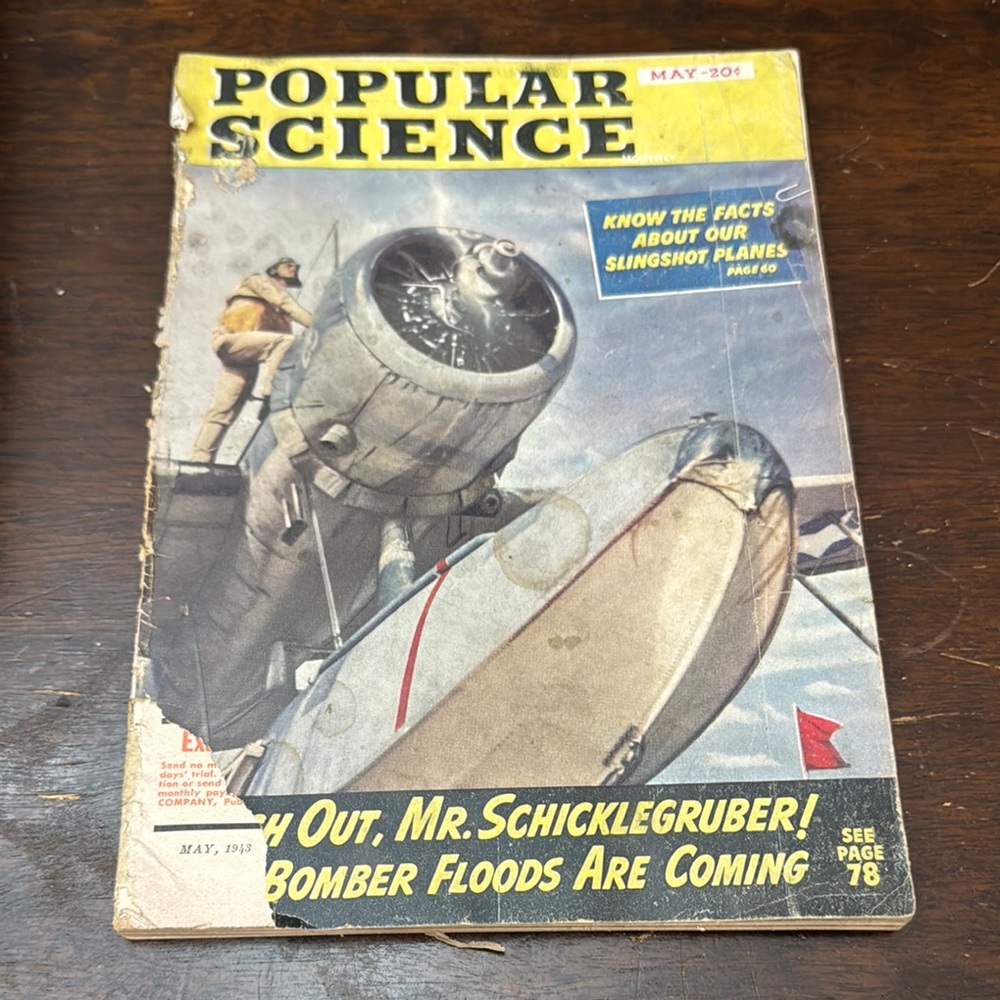 POPULAR
SCIENCE
MONTHLY
MAY-20¢
KNOW THE FACTS
ABOUT OUR
SLINGSHOT PLANES
PAGE 60
Send no m
days' trial.
tion or send
monthly pay
COMPANY, Pub
MAY, 1943
H OUT, MR. SCHICKLEGRUBER!
BOMBER FLOODS ARE COMING
SEE
PAGE
78